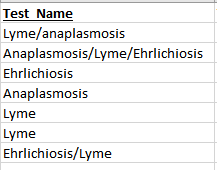 Test_Name
Lyme/anaplasmosis
Anaplasmosis/Lyme/Ehrlichiosis
Ehrlichiosis
Anaplasmosis
Lyme
Lyme
Ehrlichiosis/Lyme